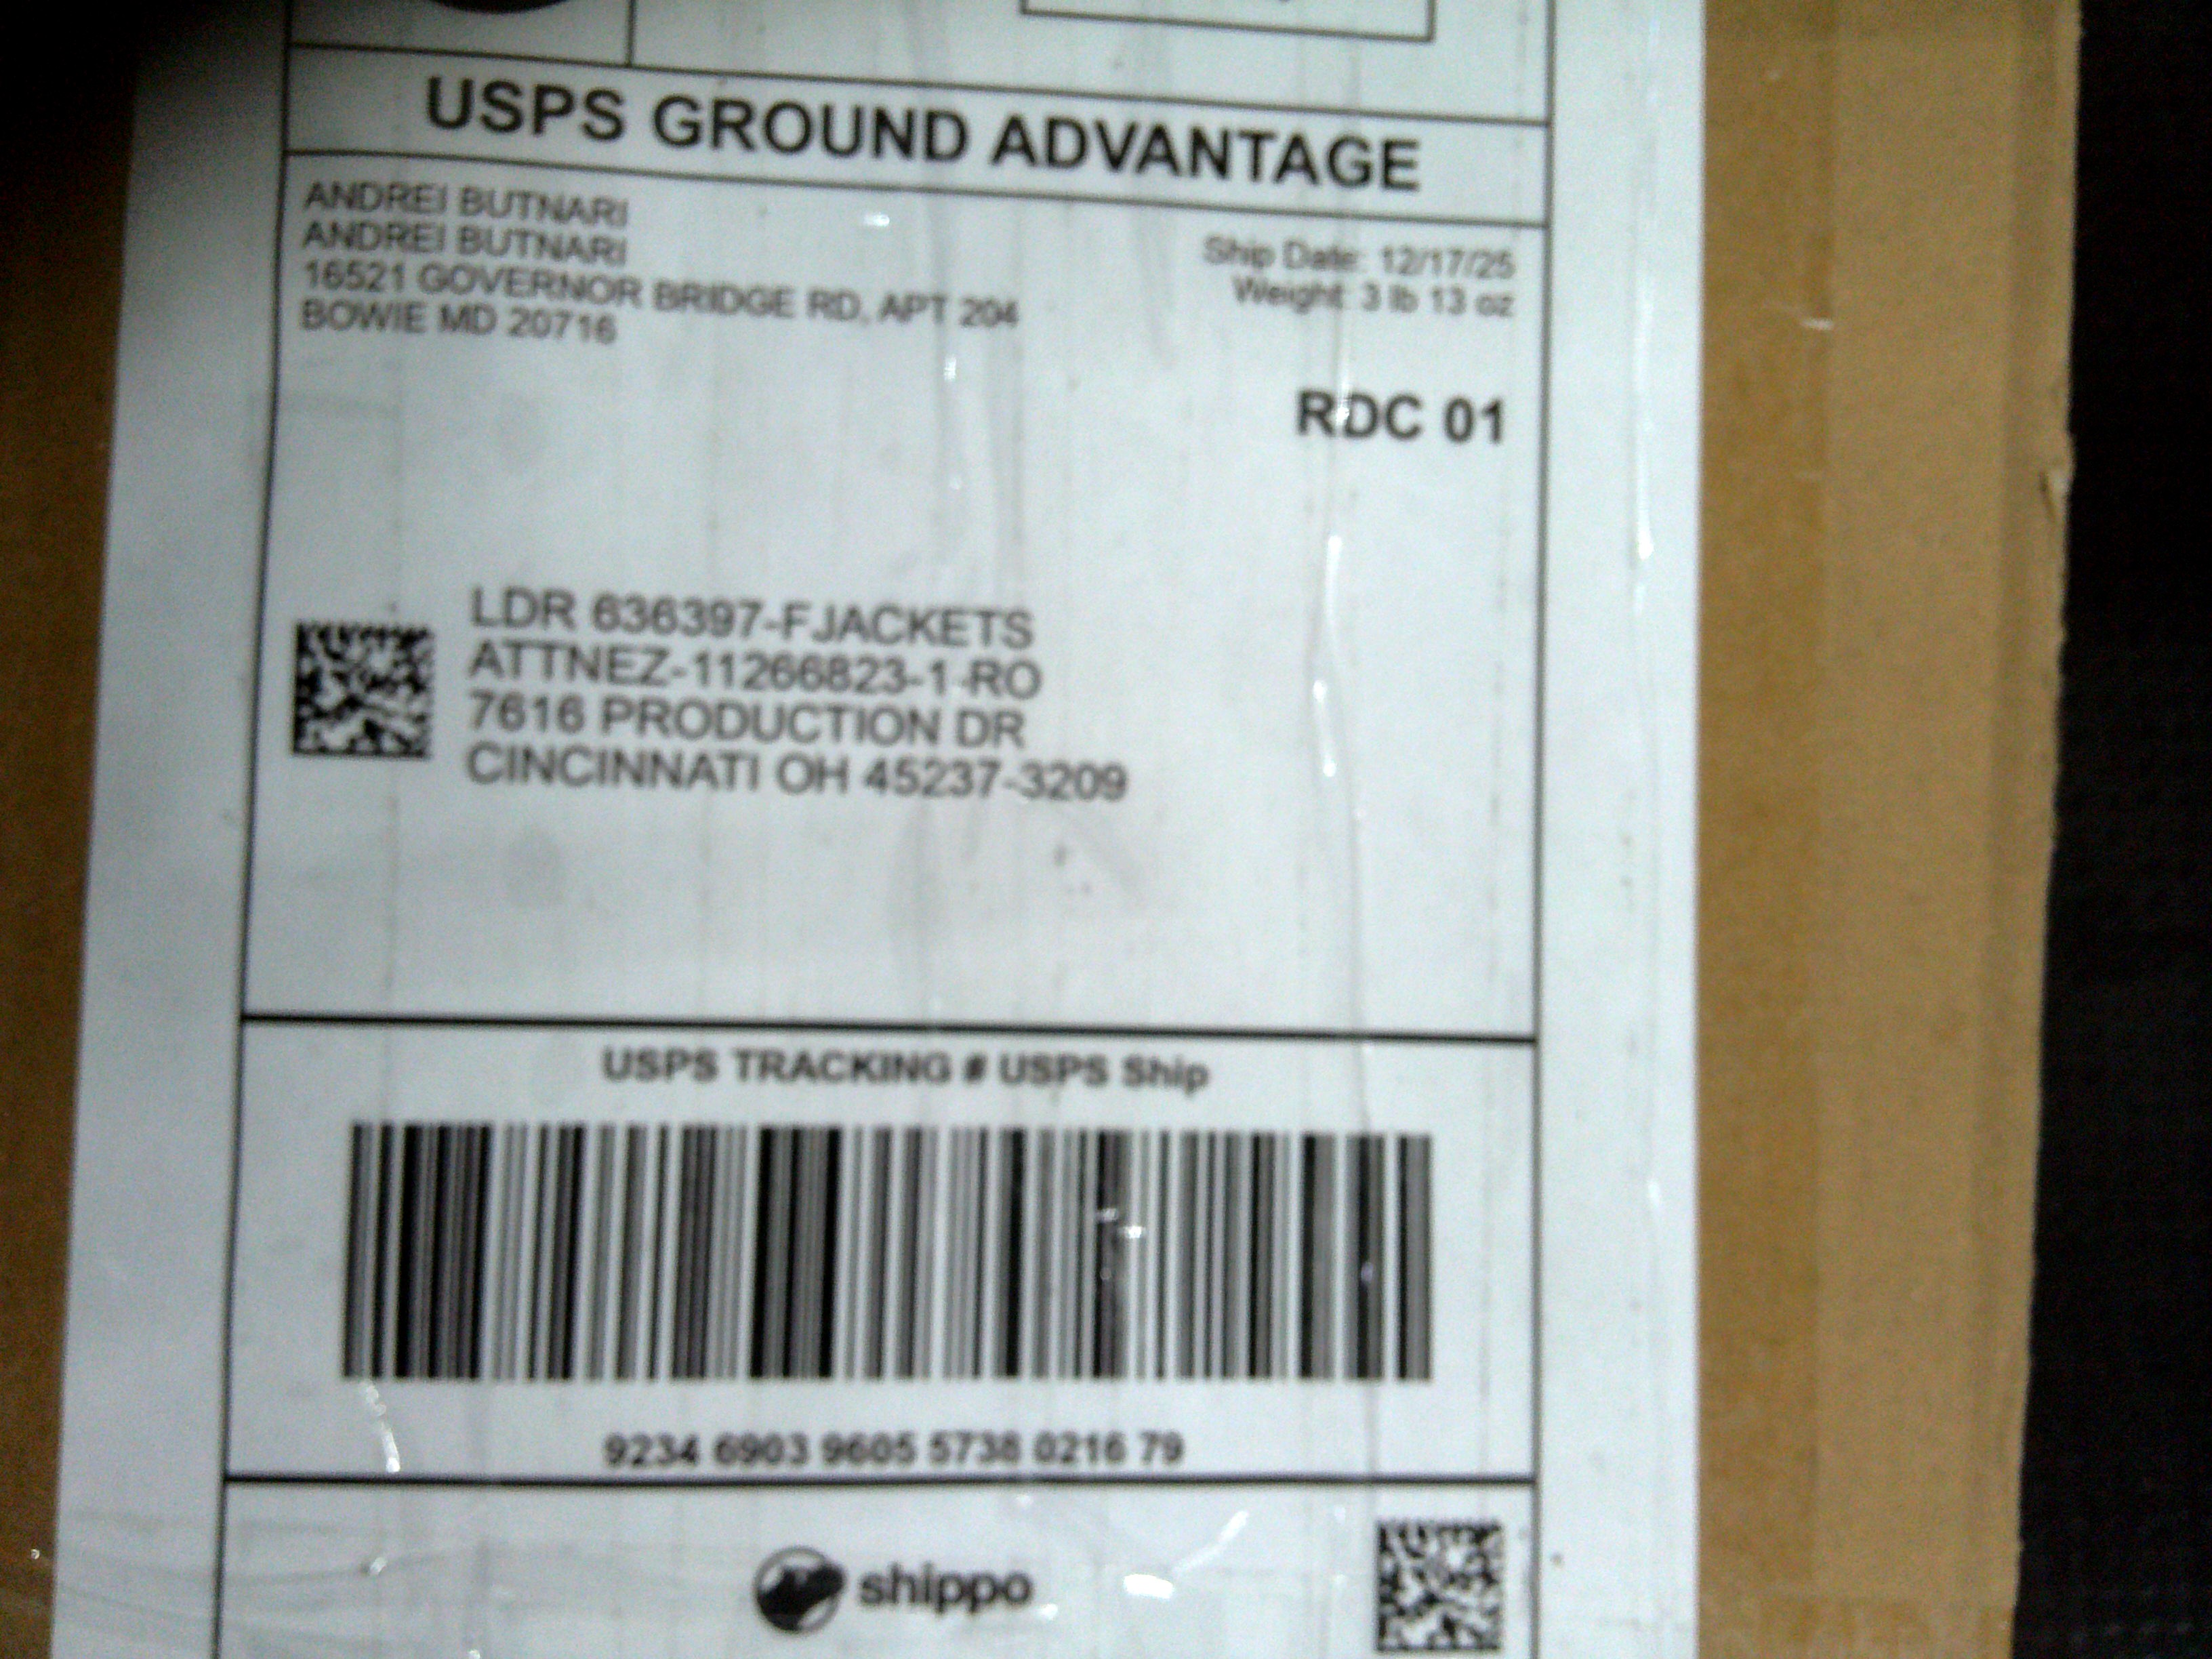 USPS GROUND ADVANTAGE
ANDREI BUTNARI
ANDREI BUTNARI
16521 GOVERNOR BRIDGE RD, APT 204
BOWIE MD 20716
Ship Date: 12/17/25
Weight: 3 lb 13 oz
RDC 01
LDR 636397-FJACKETS
ATTNEZ-11266823-1-RO
7616 PRODUCTION DR
CINCINNATI OH 45237-3209
USPS TRACKING # USPS Ship
9234 6903 9605 5738 0216 79
shippo